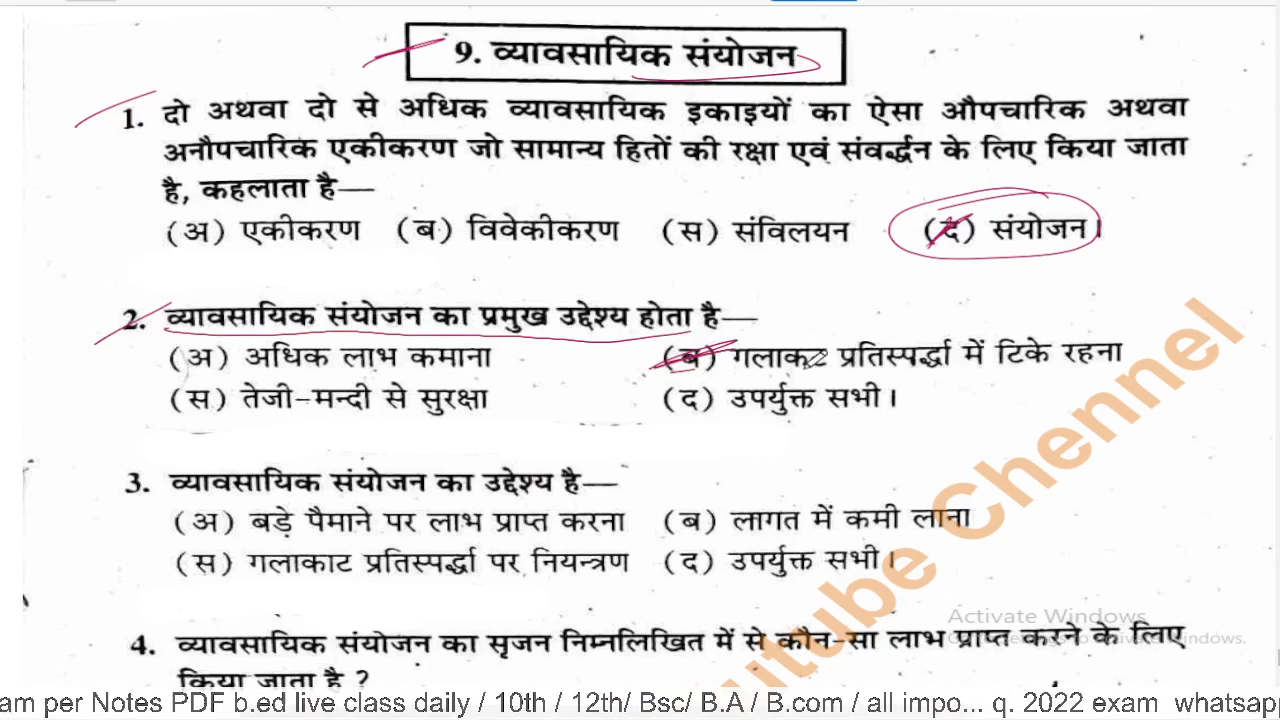 9. व्यावसायिक संयोजन
1. दो अथवा दो से अधिक व्यावसायिक इकाइयों का ऐसा औपचारिक अथवा
अनौपचारिक एकीकरण जो सामान्य हितों की रक्षा एवं संवर्द्धन के लिए किया जाता
है, कहलाता है—
(अ) एकीकरण (ब) विवेकीकरण (स) संविलयन (द) संयोजन।
2. व्यावसायिक संयोजन का प्रमुख उद्देश्य होता है—
(अ) अधिक लाभ कमाना (ब) गलाकाट प्रतिस्पर्द्धा में टिके रहना
(स) तेजी-मन्दी से सुरक्षा (द) उपर्युक्त सभी।
3. व्यावसायिक संयोजन का उद्देश्य है—
(अ) बड़े पैमाने पर लाभ प्राप्त करना (ब) लागत में कमी लाना
(स) गलाकाट प्रतिस्पर्द्धा पर नियन्त्रण (द) उपर्युक्त सभी।
4. व्यावसायिक संयोजन का सृजन निम्नलिखित में से कौन-सा लाभ प्राप्त करने के लिए
किया जाता है ?
utube Chennel
Activate Windows
Windows.
am per Notes PDF b.ed live class daily / 10th / 12th/ Bsc/ B.A / B.com / all impo... q. 2022 exam whatsapp